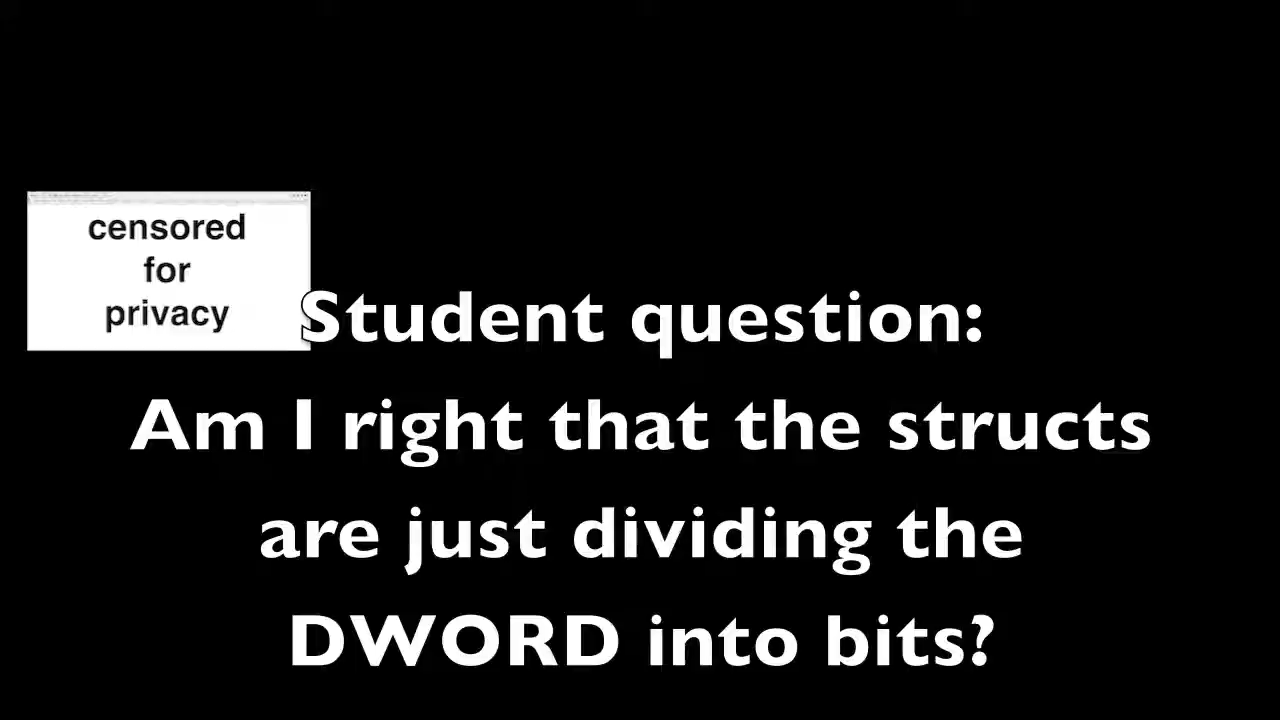 censored
for
privacy
Student question:
Am I right that the structs
are just dividing the
DWORD into bits?